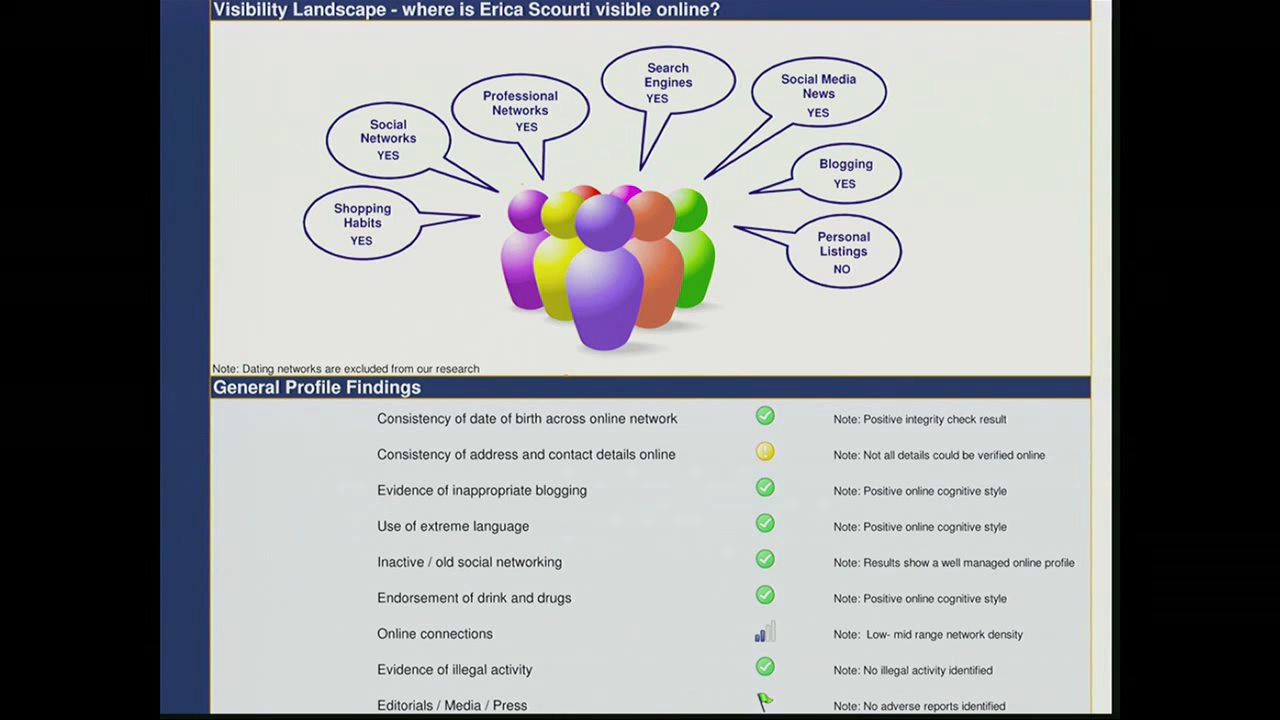 Visibility Landscape - where is Erica Scourti visible online?
Search
Engines
YES
Social Media
News
YES
Professional
Networks
YES
Social
Networks
YES
Blogging
YES
Shopping
Habits
YES
Personal
Listings
NO
Note: Dating networks are excluded from our research
General Profile Findings
Consistency of date of birth across online network Note: Positive integrity check result
Consistency of address and contact details online Note: Not all details could be verified online
Evidence of inappropriate blogging Note: Positive online cognitive style
Use of extreme language Note: Positive online cognitive style
Inactive / old social networking Note: Results show a well managed online profile
Endorsement of drink and drugs Note: Positive online cognitive style
Online connections Note: Low- mid range network density
Evidence of illegal activity Note: No illegal activity identified
Editorials / Media / Press Note: No adverse reports identified